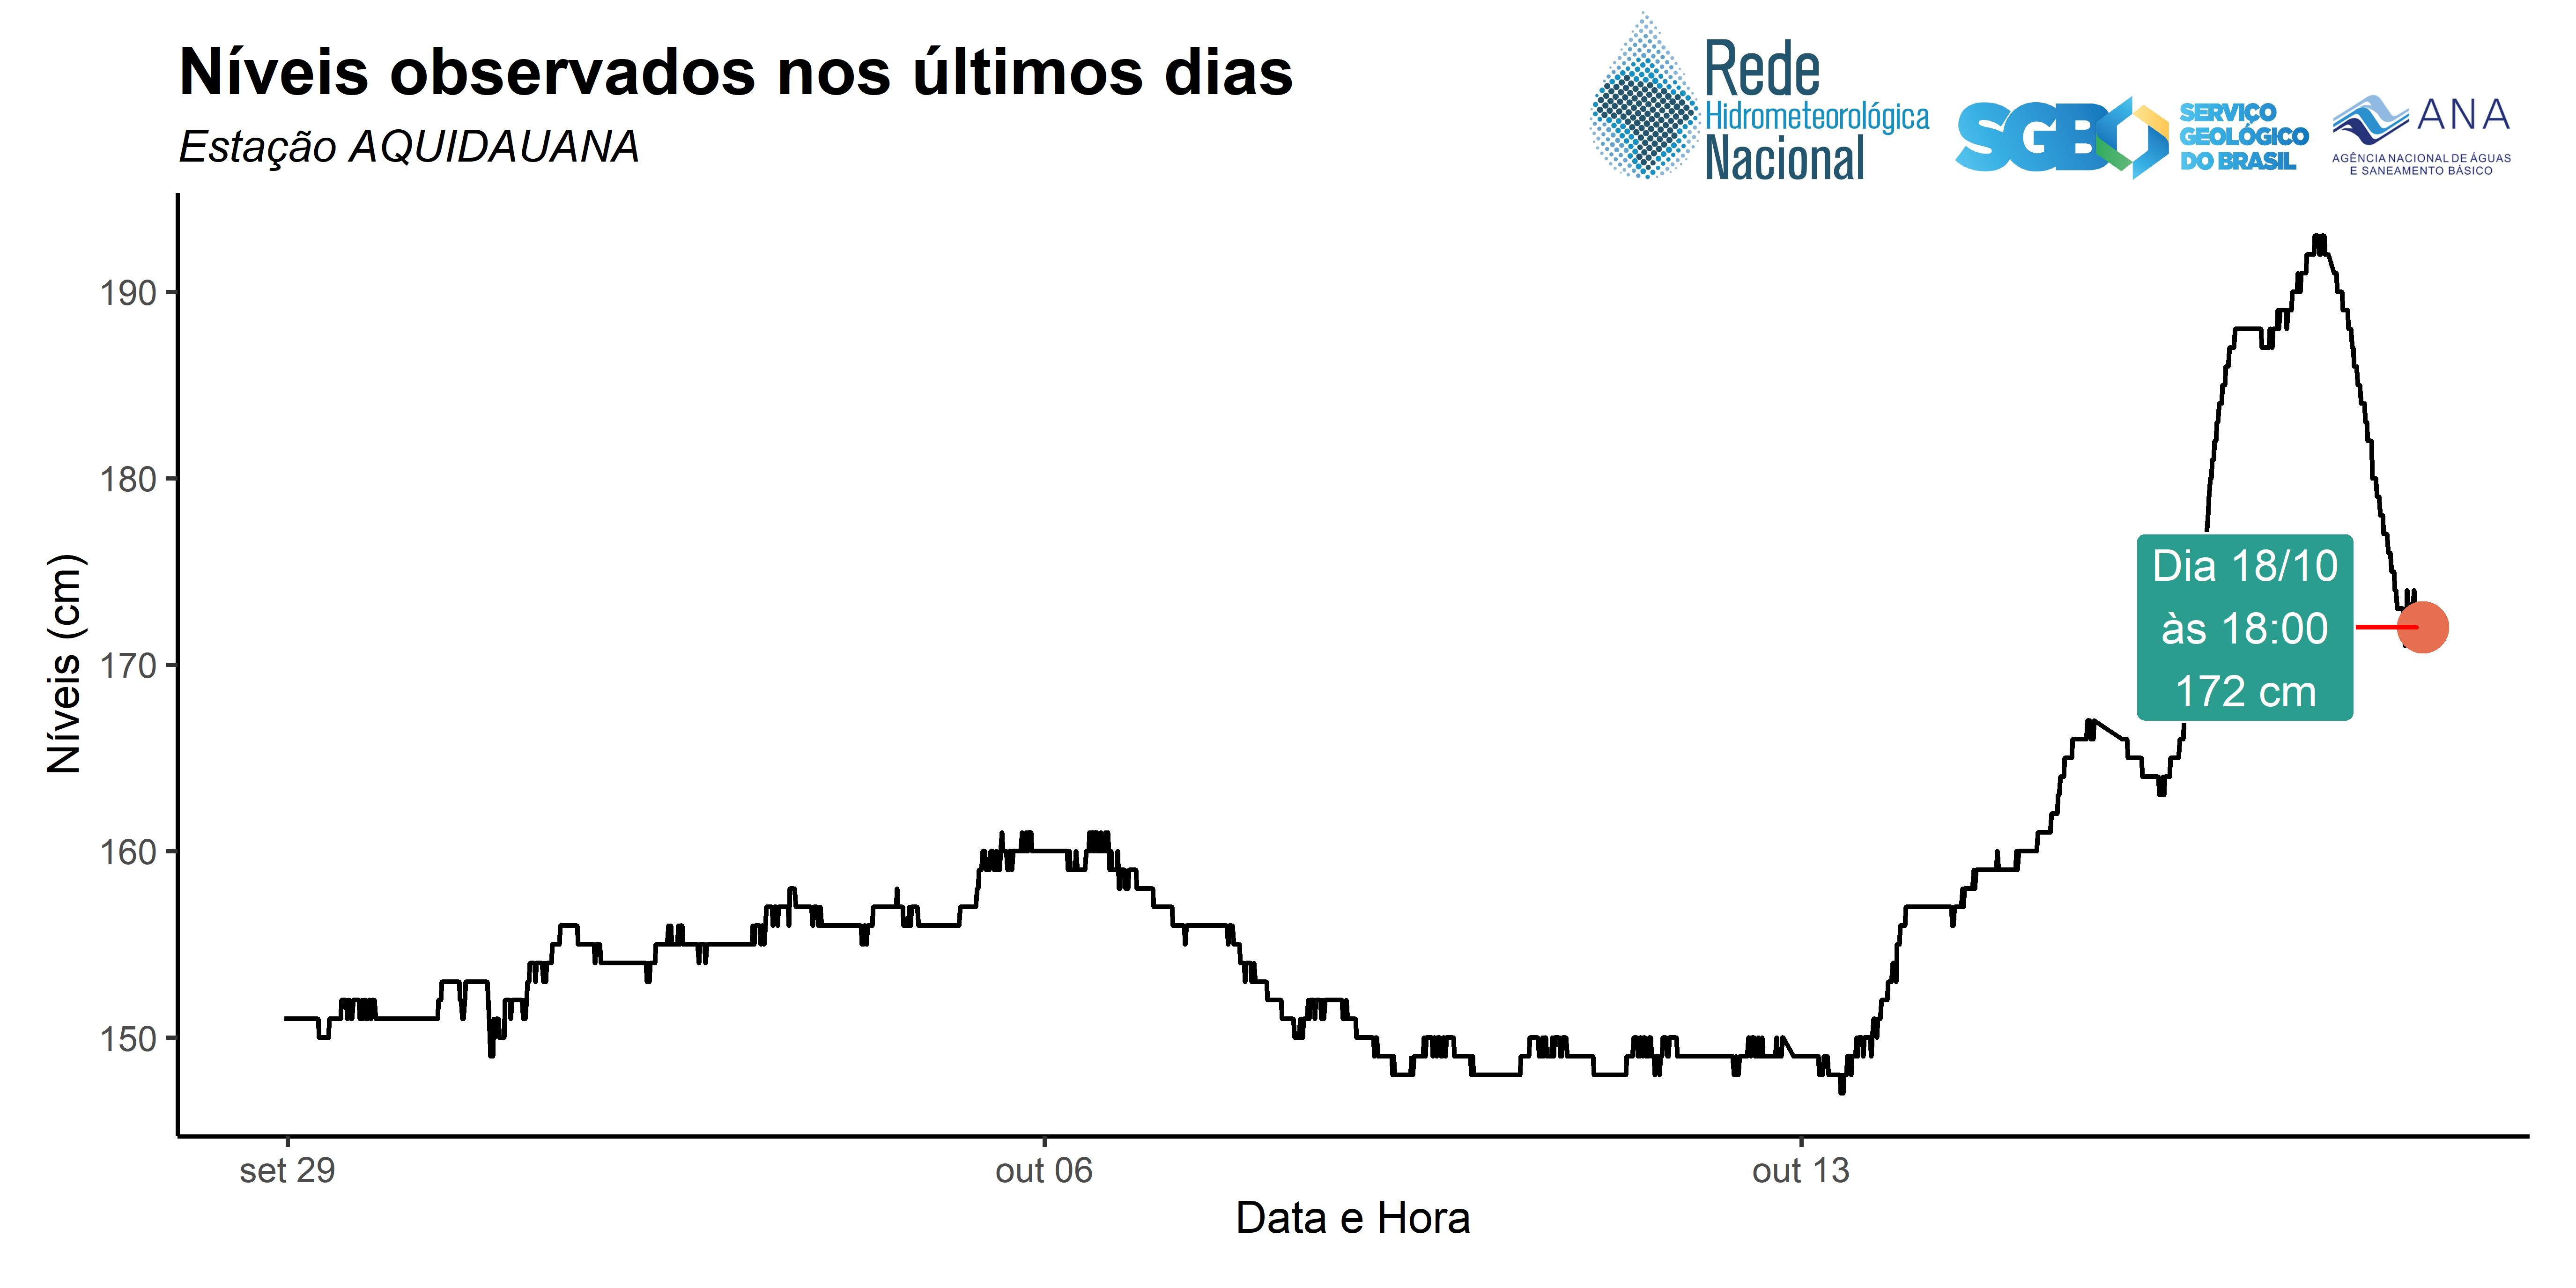 Níveis observados nos últimos dias
Estação AQUIDAUANA
Rede
Hidrometeorológica
Nacional
SGB
SERVIÇO
GEOLÓGICO
DO BRASIL
ANA
AGÊNCIA NACIONAL DE ÁGUAS
E SANEAMENTO BÁSICO
Níveis (cm)
190
180
170
160
150
Dia 18/10
às 18:00
172 cm
set 29
out 06
out 13
Data e Hora